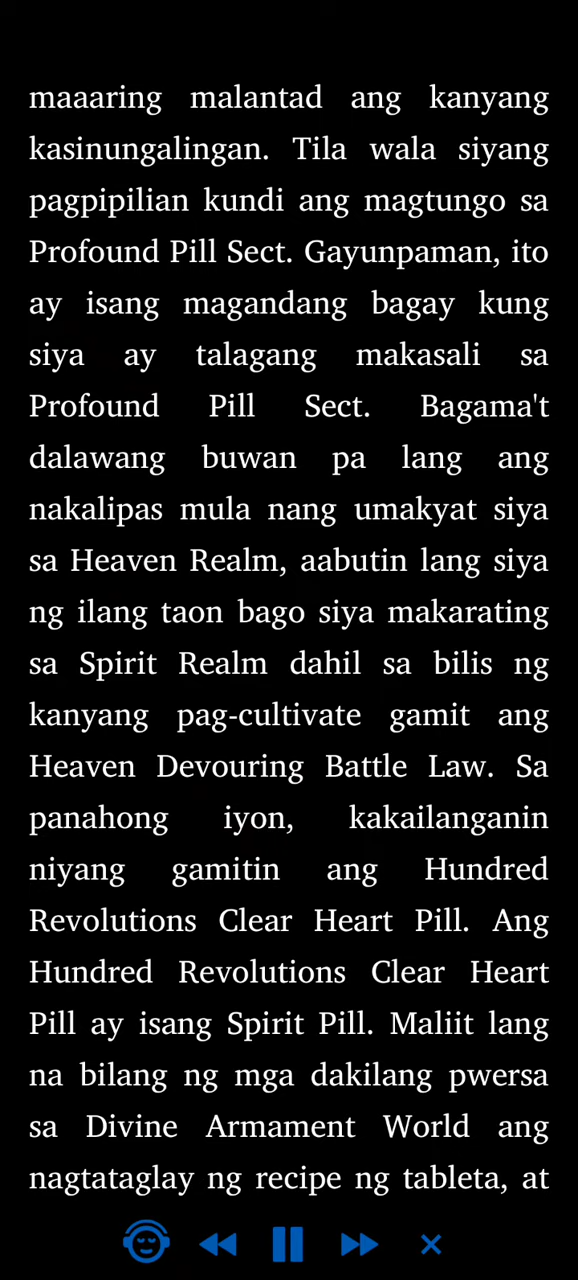 maaaring malantad ang kanyang
kasinungalingan. Tila wala siyang
pagpipilian kundi ang magtungo sa
Profound Pill Sect. Gayunpaman, ito
ay isang magandang bagay kung
siya ay talagang makasali sa
Profound Pill Sect. Bagama't
dalawang buwan pa lang ang
nakalipas mula nang umakyat siya
sa Heaven Realm, aabutin lang siya
ng ilang taon bago siya makarating
sa Spirit Realm dahil sa bilis ng
kanyang pag-cultivate gamit ang
Heaven Devouring Battle Law. Sa
panahong iyon, kakailanganin
niyang gamitin ang Hundred
Revolutions Clear Heart Pill. Ang
Hundred Revolutions Clear Heart
Pill ay isang Spirit Pill. Maliit lang
na bilang ng mga dakilang pwersa
sa Divine Armament World ang
nagtataglay ng recipe ng tableta, at